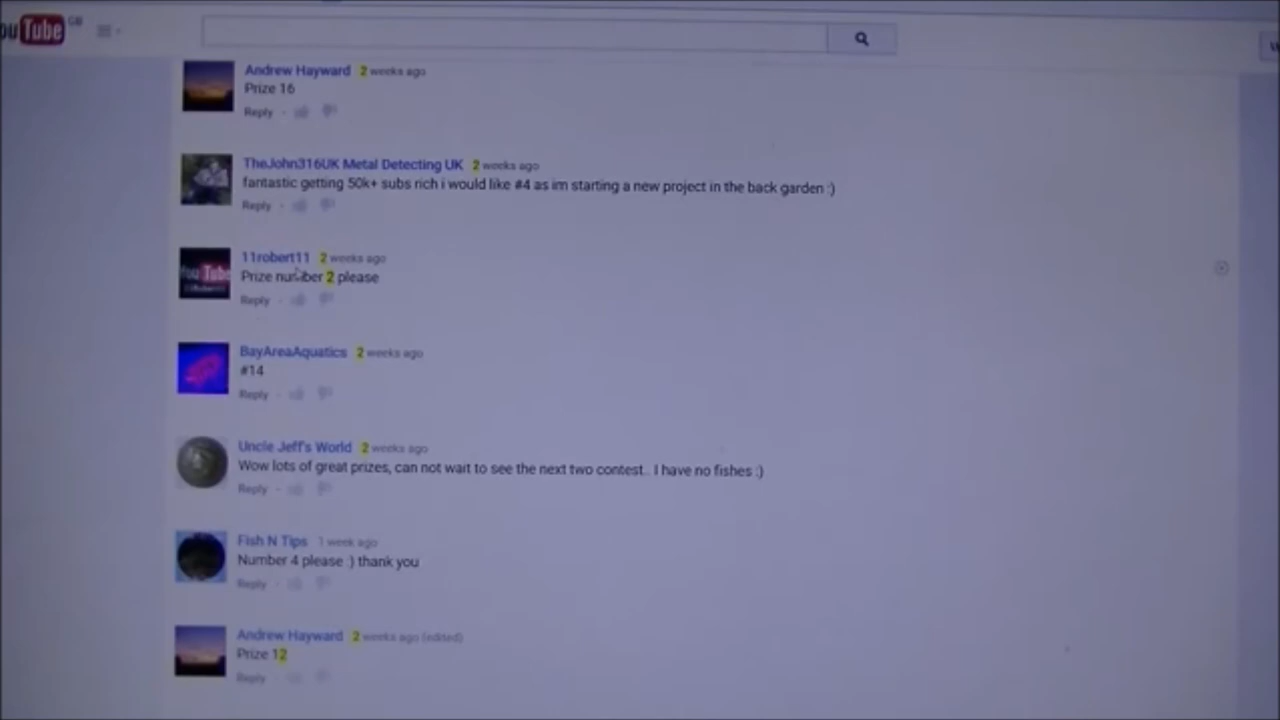 YouTube GB
Andrew Hayward 2 weeks ago
Prize 16
Reply
TheJohn316UK Metal Detecting UK 2 weeks ago
fantastic getting 50k+ subs rich i would like #4 as im starting a new project in the back garden :)
Reply
11robert11 2 weeks ago
You Tube
Prize number 2 please
Reply
BayAreaAquatics 2 weeks ago
#14
Reply
Uncle Jeff's World 2 weeks ago
Wow lots of great prizes, can not wait to see the next two contest.. I have no fishes :)
Reply
Fish N Tips 1 week ago
Number 4 please :) thank you
Reply
Andrew Hayward 2 weeks ago (edited)
Prize 12
Reply